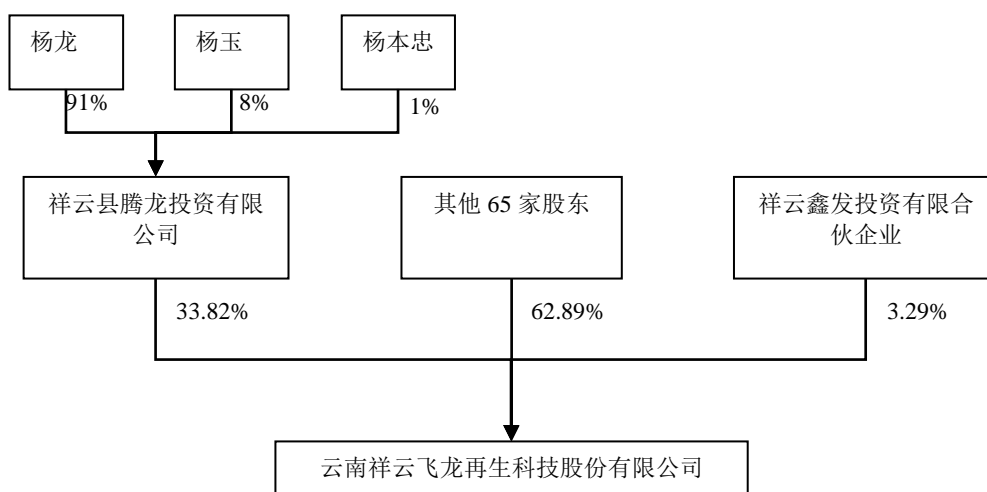 杨龙
杨玉
杨本忠
91%
8%
1%
祥云县腾龙投资有限
公司
其他 65 家股东
祥云鑫发投资有限合
伙企业
33.82%
62.89%
3.29%
云南祥云飞龙再生科技股份有限公司